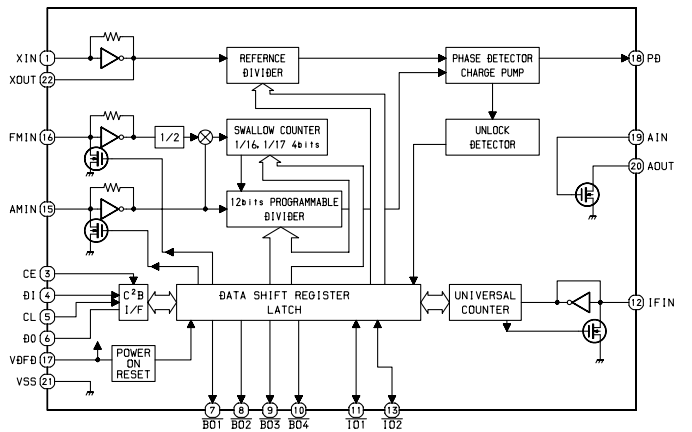 XIN 1
XOUT 22
REFERNCE
DIVIDER
PHASE DETECTOR
CHARGE PUMP
18 PD
FMIN 16
1/2
SWALLOW COUNTER
1/16, 1/17 4bits
UNLOCK
DETECTOR
19 AIN
20 AOUT
AMIN 15
12bits PROGRAMMABLE
DIVIDER
CE 3
DI 4
CL 5
DO 6
C²B
I/F
DATA SHIFT REGISTER
LATCH
UNIVERSAL
COUNTER
12 IFIN
VDFD 17
POWER
ON
RESET
VSS 21
7 8 9 10 11 13
BO1 BO2 BO3 BO4 IO1 IO2